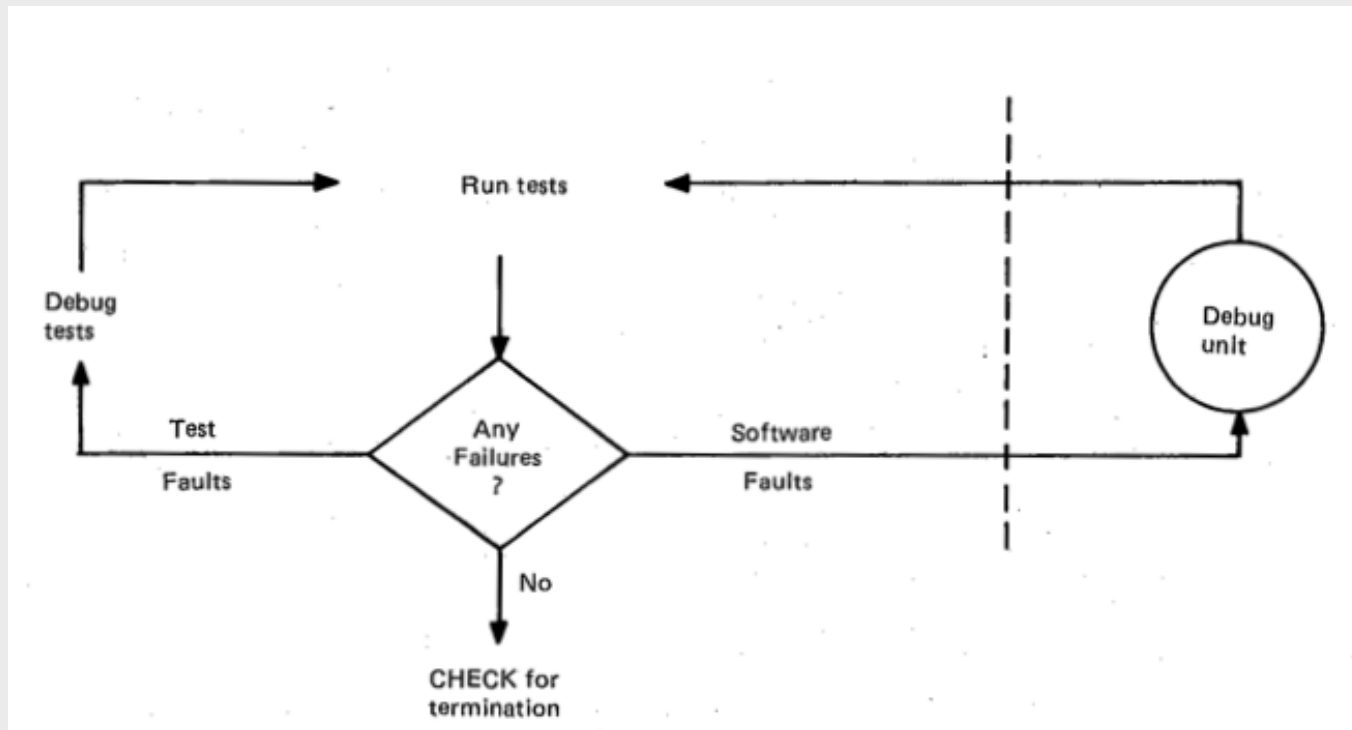 Run tests
Debug
tests
Debug
unit
Test
Faults
Any
Failures
?
Software
Faults
No
CHECK for
termination